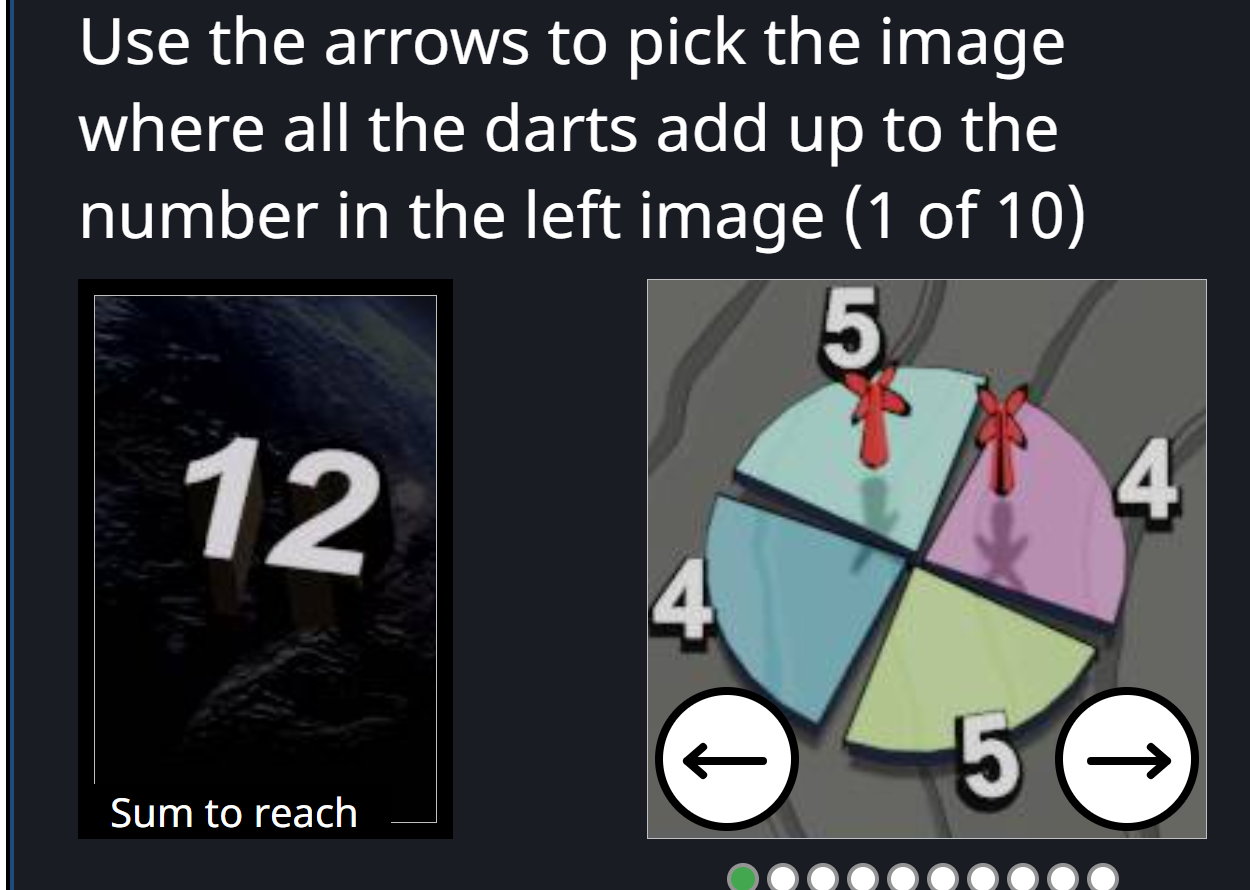 Use the arrows to pick the image
where all the darts add up to the
number in the left image (1 of 10)
12
Sum to reach
5
4
4
5